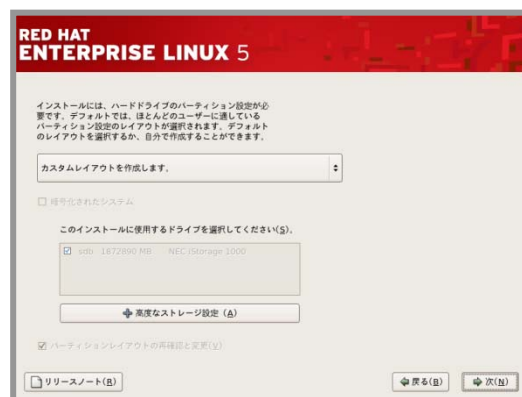 RED HAT
ENTERPRISE LINUX 5
インストールには、ハードドライブのパーティション設定が必
要です。デフォルトでは、ほとんどのユーザーに適している
パーティション設定のレイアウトが選択されます。デフォルト
のレイアウトを選択するか、自分で作成することができます。
カスタムレイアウトを作成します。
暗号化されたシステム
このインストールに使用するドライブを選択してください(S)。
sdb 1872890 MB NEC iStorage 1000
高度なストレージ設定 (A)
パーティションレイアウトの再確認と変更(V)
リリースノート(R)
戻る(B)
次(N)